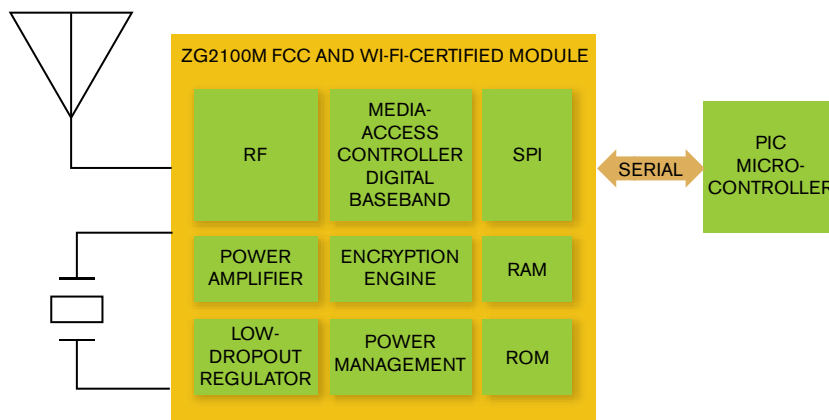 ZG2100M FCC AND WI-FI-CERTIFIED MODULE
RF
MEDIA-
ACCESS
CONTROLLER
DIGITAL
BASEBAND
SPI
SERIAL
PIC
MICRO-
CONTROLLER
POWER
AMPLIFIER
ENCRYPTION
ENGINE
RAM
LOW-
DROPOUT
REGULATOR
POWER
MANAGEMENT
ROM